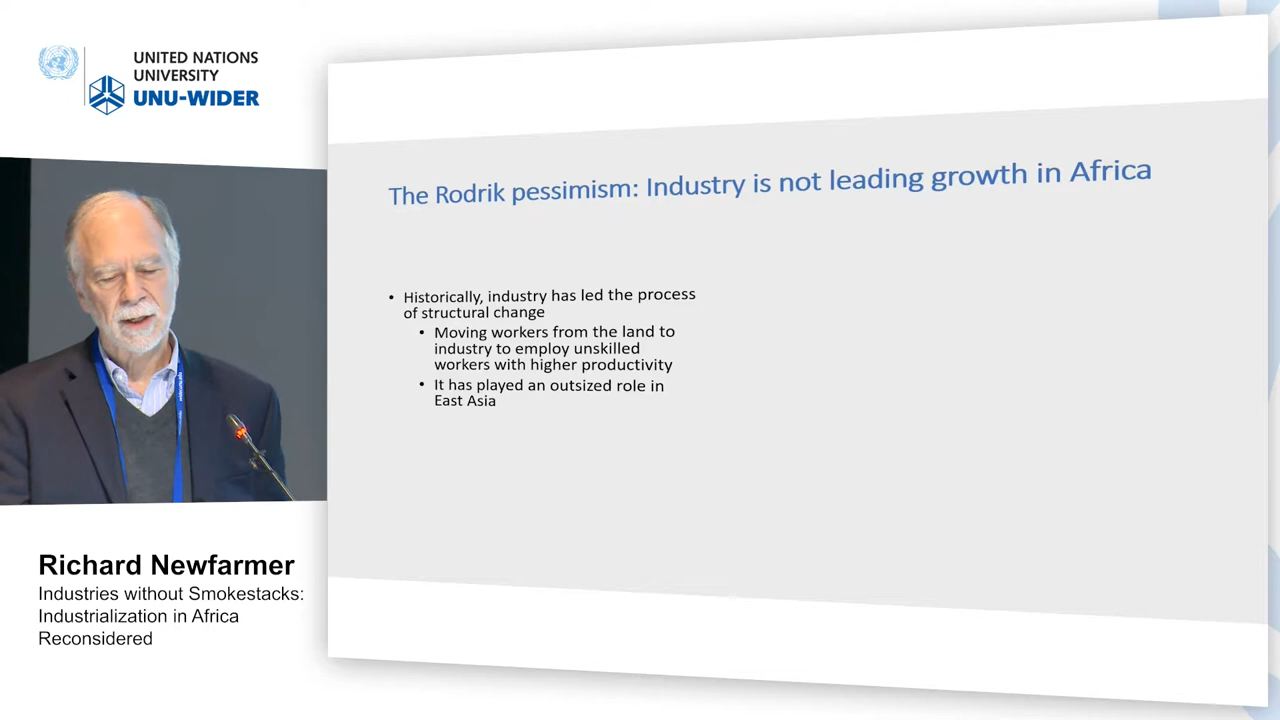 UNITED NATIONS
UNIVERSITY
UNU-WIDER
The Rodrik pessimism: Industry is not leading growth in Africa
• Historically, industry has led the process
of structural change
• Moving workers from the land to
industry to employ unskilled
workers with higher productivity
• It has played an outsized role in
East Asia
Richard Newfarmer
Industries without Smokestacks:
Industrialization in Africa
Reconsidered